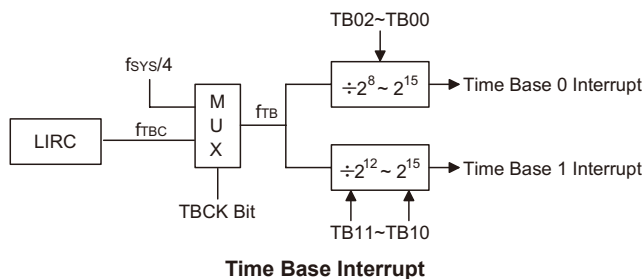 TB02~TB00
fSYS/4
M
U
X
÷2^8 ~ 2^15
Time Base 0 Interrupt
fTB
LIRC
fTBC
÷2^12 ~ 2^15
Time Base 1 Interrupt
TBCK Bit
TB11~TB10
Time Base Interrupt